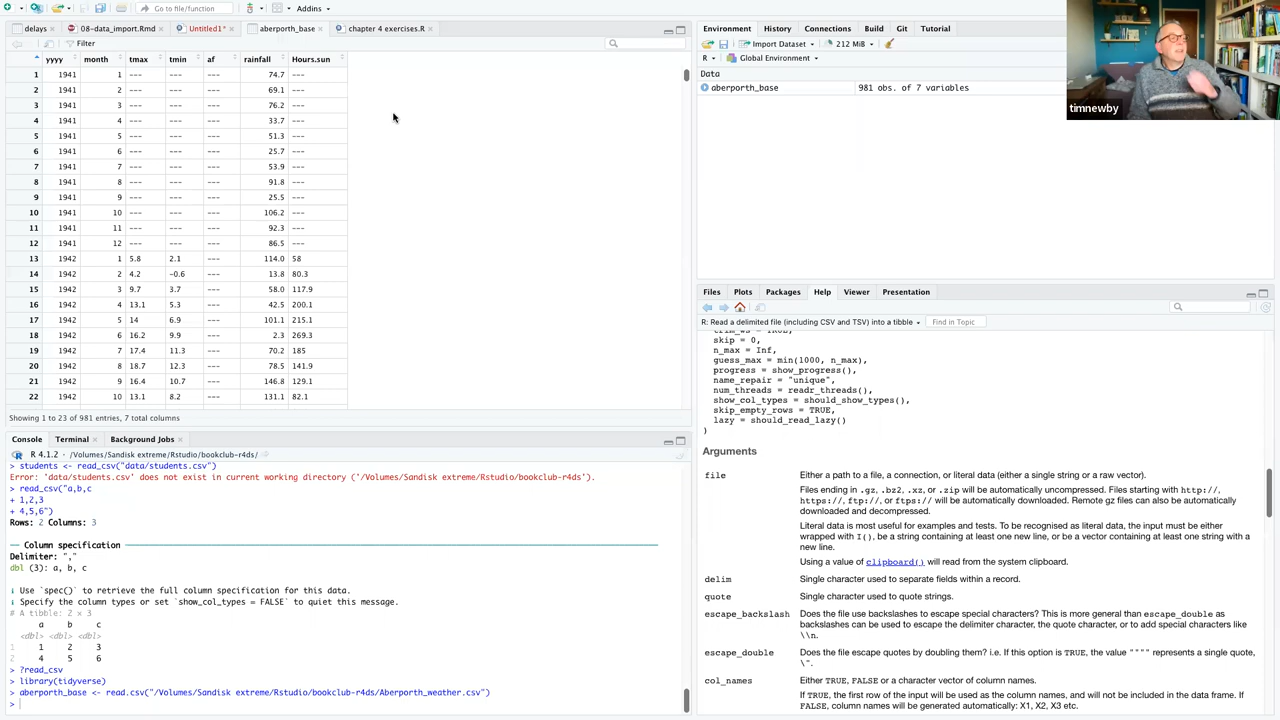 Go to file/function
Addins
delays
08-data_import.Rmd
Untitled1*
aberporth_base
chapter 4 exercises.R
Filter
yyyy month tmax tmin af rainfall Hours.sun
1 1941 1 --- --- --- 74.7 ---
2 1941 2 --- --- --- 69.1 ---
3 1941 3 --- --- --- 76.2 ---
4 1941 4 --- --- --- 33.7 ---
5 1941 5 --- --- --- 51.3 ---
6 1941 6 --- --- --- 25.7 ---
7 1941 7 --- --- --- 53.9 ---
8 1941 8 --- --- --- 91.8 ---
9 1941 9 --- --- --- 25.5 ---
10 1941 10 --- --- --- 106.2 ---
11 1941 11 --- --- --- 92.3 ---
12 1941 12 --- --- --- 86.5 ---
13 1942 1 5.8 2.1 --- 114.0 58
14 1942 2 4.2 -0.6 --- 13.8 80.3
15 1942 3 9.7 3.7 --- 58.0 117.9
16 1942 4 13.1 5.3 --- 42.5 200.1
17 1942 5 14 6.9 --- 101.1 215.1
18 1942 6 16.2 9.9 --- 2.3 269.3
19 1942 7 17.4 11.3 --- 70.2 185
20 1942 8 18.7 12.3 --- 78.5 141.9
21 1942 9 16.4 10.7 --- 146.8 129.1
22 1942 10 13.1 8.2 --- 131.1 82.1
Showing 1 to 23 of 981 entries, 7 total columns
Console Terminal Background Jobs
R 4.1.2 · /Volumes/Sandisk extreme/Rstudio/bookclub-r4ds/
> students <- read_csv("data/students.csv")
Error: 'data/students.csv' does not exist in current working directory ('/Volumes/Sandisk extreme/Rstudio/bookclub-r4ds').
> read_csv("a,b,c
+ 1,2,3
+ 4,5,6")
Rows: 2 Columns: 3
── Column specification ──
Delimiter: ","
dbl (3): a, b, c
ℹ Use `spec()` to retrieve the full column specification for this data.
ℹ Specify the column types or set `show_col_types = FALSE` to quiet this message.
# A tibble: 2 × 3
a b c
<dbl> <dbl> <dbl>
1 1 2 3
2 4 5 6
> ?read_csv
> library(tidyverse)
> aberporth_base <- read.csv("/Volumes/Sandisk extreme/Rstudio/bookclub-r4ds/Aberporth_weather.csv")
>
Environment History Connections Build Git Tutorial
Import Dataset 212 MiB
R Global Environment
Data
aberporth_base 981 obs. of 7 variables
timnewby
Files Plots Packages Help Viewer Presentation
R: Read a delimited file (including CSV and TSV) into a tibble Find in Topic
trim_ws = TRUE,
skip = 0,
n_max = Inf,
guess_max = min(1000, n_max),
progress = show_progress(),
name_repair = "unique",
num_threads = readr_threads(),
show_col_types = should_show_types(),
skip_empty_rows = TRUE,
lazy = should_read_lazy()
)
Arguments
file Either a path to a file, a connection, or literal data (either a single string or a raw vector).
Files ending in .gz, .bz2, .xz, or .zip will be automatically uncompressed. Files starting with http://,
https://, ftp://, or ftps:// will be automatically downloaded. Remote gz files can also be automatically
downloaded and decompressed.
Literal data is most useful for examples and tests. To be recognised as literal data, the input must be either
wrapped with I(), be a string containing at least one new line, or be a vector containing at least one string with a
new line.
Using a value of clipboard() will read from the system clipboard.
delim Single character used to separate fields within a record.
quote Single character used to quote strings.
escape_backslash Does the file use backslashes to escape special characters? This is more general than escape_double as
backslashes can be used to escape the delimiter character, the quote character, or to add special characters like
\\n.
escape_double Does the file escape quotes by doubling them? i.e. If this option is TRUE, the value """" represents a single quote,
\".
col_names Either TRUE, FALSE or a character vector of column names.
If TRUE, the first row of the input will be used as the column names, and will not be included in the data frame. If
FALSE, column names will be generated automatically: X1, X2, X3 etc.